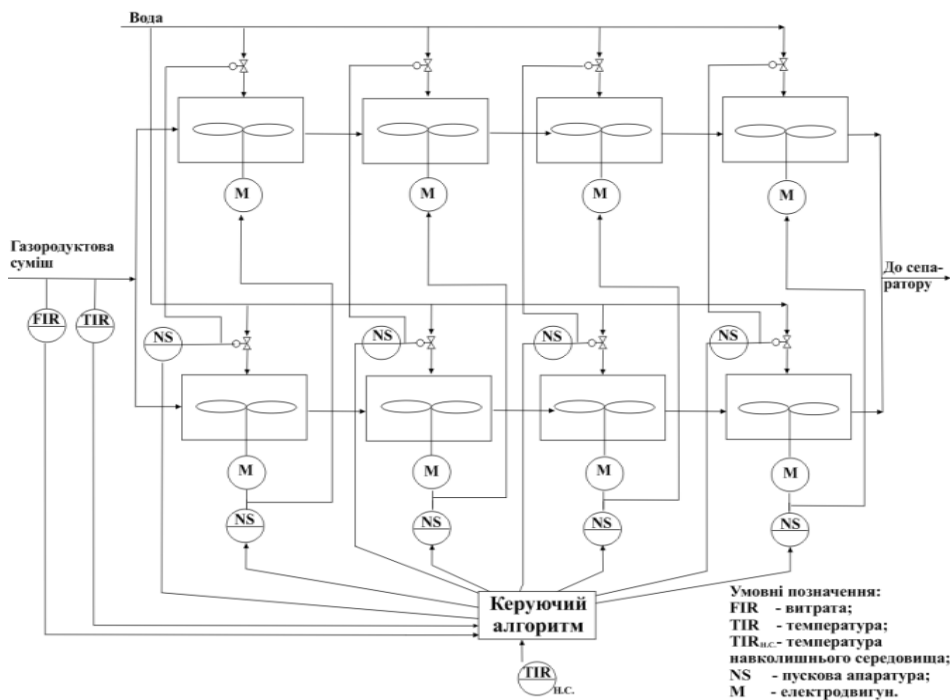 Вода
M
M
M
M
Газородуктова
суміш
До сепа-
ратору
FIR
TIR
NS
NS
NS
NS
M
M
M
M
NS
NS
NS
NS
Керуючий
алгоритм
TIR
Н.С.
Умовні позначення:
FIR - витрата;
TIR - температура;
TIRН.С.- температура
навколишнього середовища;
NS - пускова апаратура;
M - електродвигун.